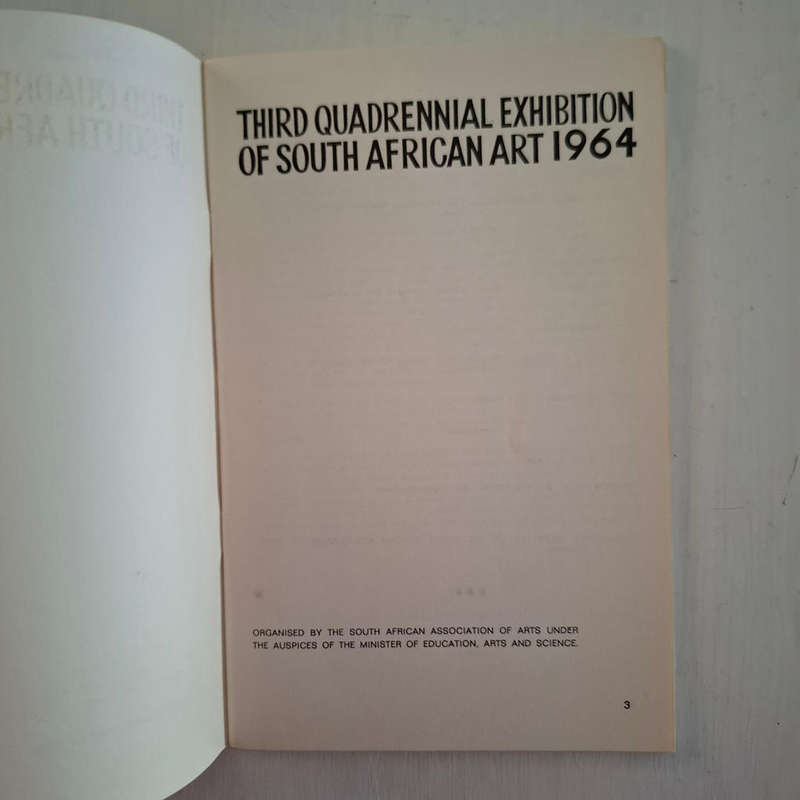 THIRD QUADRENNIAL EXHIBITION
OF SOUTH AFRICAN ART 1964
ORGANISED BY THE SOUTH AFRICAN ASSOCIATION OF ARTS UNDER
THE AUSPICES OF THE MINISTER OF EDUCATION, ARTS AND SCIENCE.
3